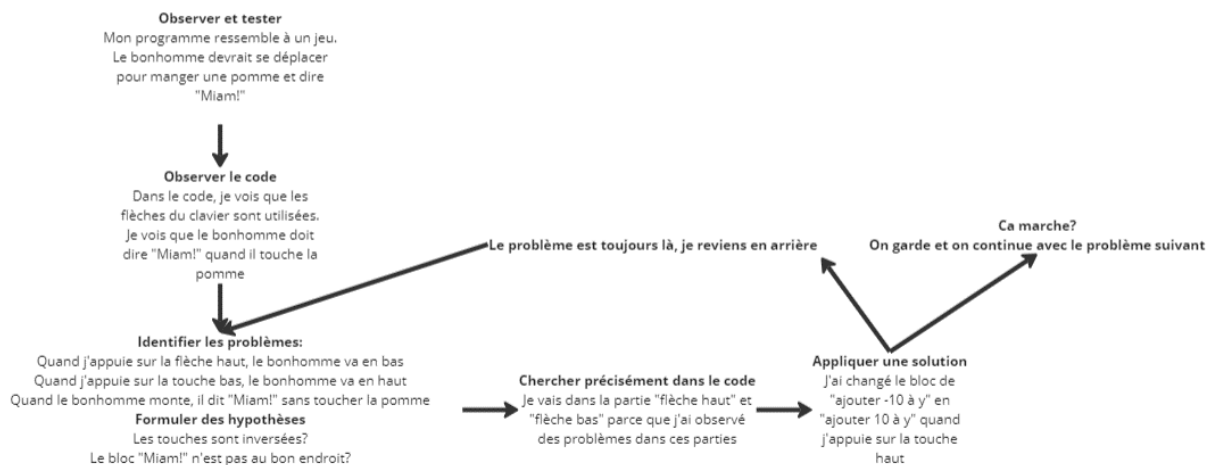 Observer et tester
Mon programme ressemble à un jeu.
Le bonhomme devrait se déplacer
pour manger une pomme et dire
"Miam!"
Observer le code
Dans le code, je vois que les
flèches du clavier sont utilisées.
Je vois que le bonhomme doit
dire "Miam!" quand il touche la
pomme
Identifier les problèmes:
Quand j'appuie sur la flèche haut, le bonhomme va en bas
Quand j'appuie sur la touche bas, le bonhomme va en haut
Quand le bonhomme monte, il dit "Miam!" sans toucher la pomme
Formuler des hypothèses
Les touches sont inversées?
Le bloc "Miam!" n'est pas au bon endroit?
Chercher précisément dans le code
Je vais dans la partie "flèche haut" et
"flèche bas" parce que j'ai observé
des problèmes dans ces parties
Appliquer une solution
J'ai changé le bloc de
"ajouter -10 à y" en
"ajouter 10 à y" quand
j'appuie sur la touche
haut
Le problème est toujours là, je reviens en arrière
Ca marche?
On garde et on continue avec le problème suivant